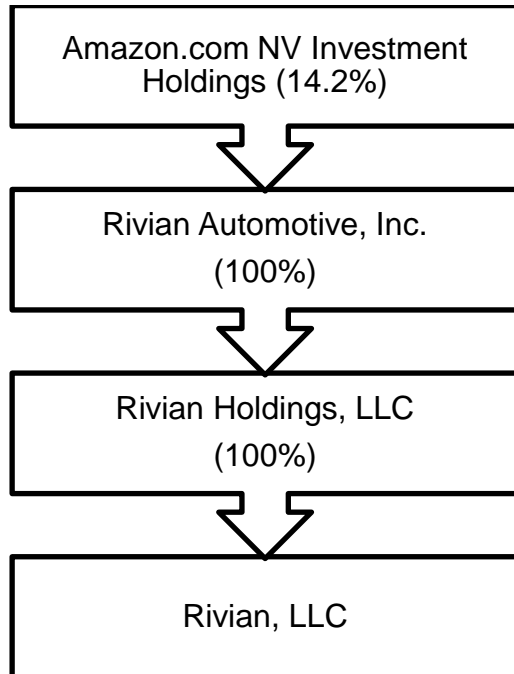 Amazon.com NV Investment
Holdings (14.2%)
Rivian Automotive, Inc.
(100%)
Rivian Holdings, LLC
(100%)
Rivian, LLC